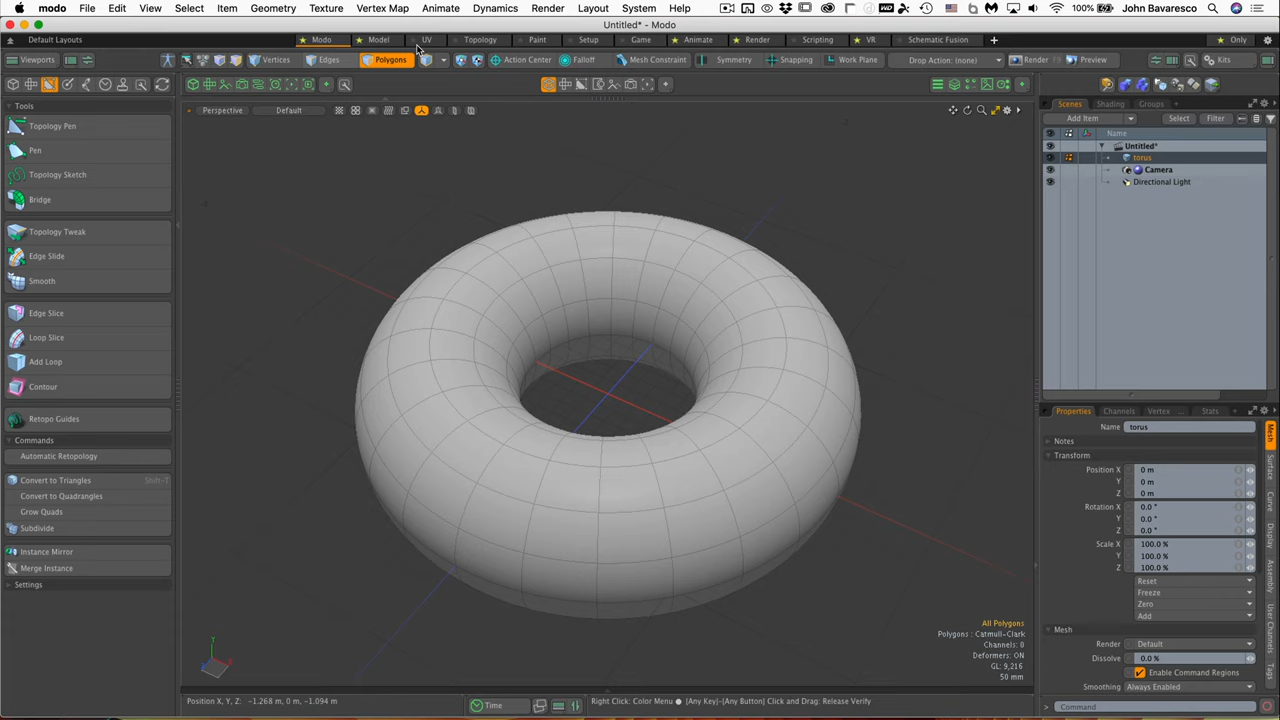 modo File Edit View Select Item Geometry Texture Vertex Map Animate Dynamics Render Layout System Help 100% John Bavaresco
Untitled* - Modo
Default Layouts Modo Model UV Topology Paint Setup Game Animate Render Scripting VR Schematic Fusion Only
Viewports Vertices Edges Polygons Action Center Falloff Mesh Constraint Symmetry Snapping Work Plane Drop Action: (none) Render Preview Kits
Tools
Topology Pen
Pen
Topology Sketch
Bridge
Topology Tweak
Edge Slide
Smooth
Edge Slice
Loop Slice
Add Loop
Contour
Retopo Guides
Commands
Automatic Retopology
Convert to Triangles Shift-T
Convert to Quadrangles
Grow Quads
Subdivide
Instance Mirror
Merge Instance
Settings
Perspective Default
All Polygons
Polygons : Catmull-Clark
Channels: 0
Deformers: ON
GL: 9,216
50 mm
Scenes Shading Groups
Add Item Select Filter
Name
Untitled*
torus
Camera
Directional Light
Properties Channels Vertex ... Stats
Name torus
Notes
Transform
Position X 0 m
Y 0 m
Z 0 m
Rotation X 0.0 °
Y 0.0 °
Z 0.0 °
Scale X 100.0 %
Y 100.0 %
Z 100.0 %
Reset
Freeze
Zero
Add
Mesh
Render Default
Dissolve 0.0 %
Enable Command Regions
Smoothing Always Enabled
Mesh
Surface
Curve
Display
Assembly
User Channels
Tags
Position X, Y, Z: -1.268 m, 0 m, -1.094 m
Time
Right Click: Color Menu ● [Any Key]-[Any Button] Click and Drag: Release Verify
Command